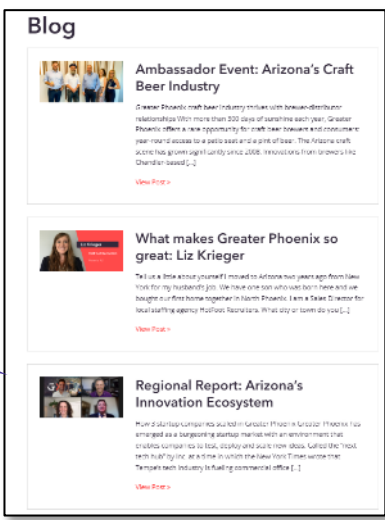 Blog
Ambassador Event: Arizona's Craft
Beer Industry
Greater Phoenix craft beer industry thrives with brewer-distributor
relationships With more than 300 days of sunshine each year, Greater
Phoenix offers a rare opportunity for craft beer brewers and consumers:
year-round access to a patio seat and a pint of beer. The Arizona craft
scene has grown significantly since 2008. Innovations from brewers like
Chandler-based [...]
View Post >
What makes Greater Phoenix so
great: Liz Krieger
Liz Krieger
Tell us a little about yourself I moved to Arizona two years ago from New
York for my husband's job. We have one son who was born here and we
bought our first home together in North Phoenix. I am a Sales Director for
local staffing agency HotFoot Recruiters. What city or town do you [...]
View Post >
Regional Report: Arizona's
Innovation Ecosystem
How 3 startup companies scaled in Greater Phoenix Greater Phoenix has
emerged as a burgeoning startup market with an environment that
enables companies to test, deploy and scale new ideas. Called the "next
tech hub" by Inc. at a time in which the New York Times wrote that
Tempe's tech industry is fueling commercial office [...]
View Post >